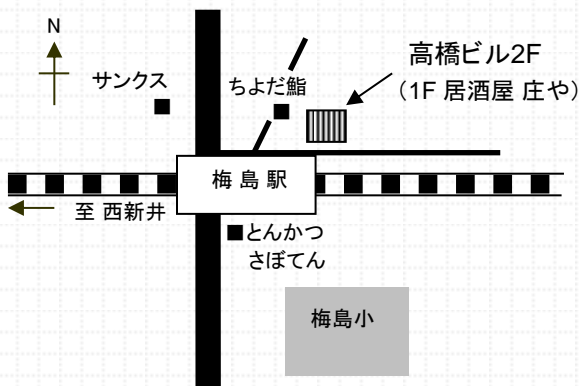 N
サンクス
ちよだ鮨
高橋ビル2F
（1F 居酒屋 庄や）
梅 島 駅
至 西新井
■とんかつ
さぼてん
梅島小